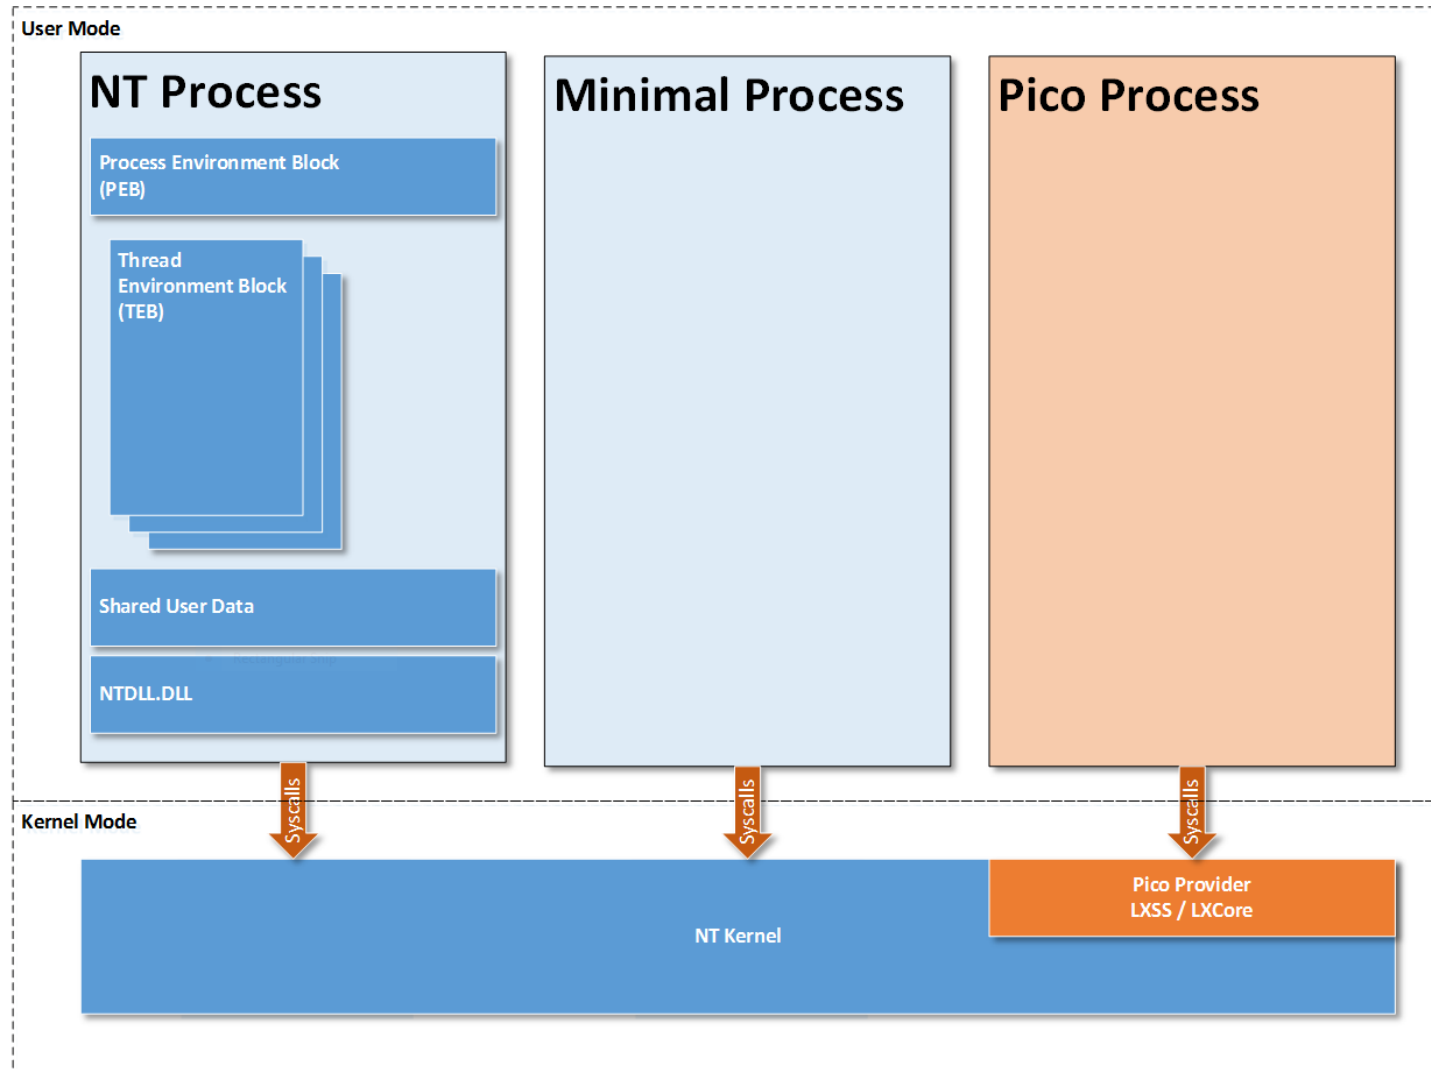 User Mode
NT Process
Process Environment Block
(PEB)
Thread
Environment Block
(TEB)
Shared User Data
NTDLL.DLL
Minimal Process
Pico Process
Syscalls
Syscalls
Syscalls
Kernel Mode
Pico Provider
LXSS / LXCore
NT Kernel